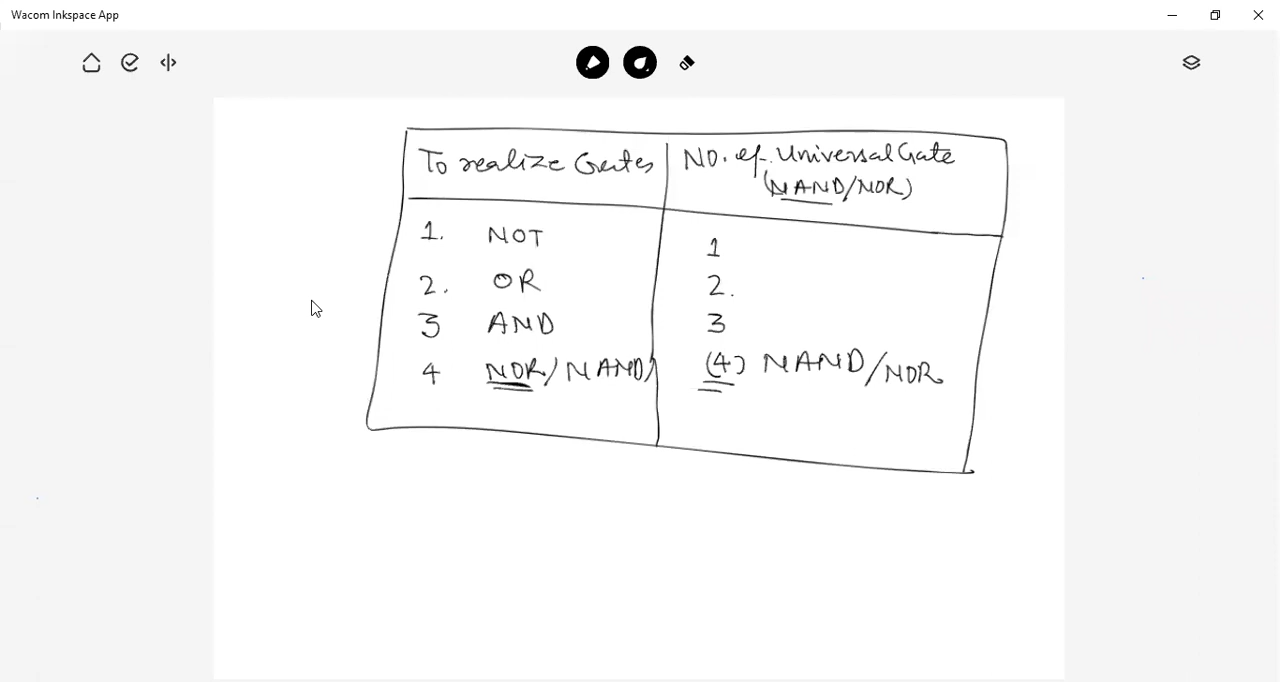 Wacom Inkspace App
To realize Gates
NO. of Universal Gate
(NAND/NOR)
1. NOT 1
2. OR 2.
3 AND 3
4 NOR/NAND/ (4) NAND/NOR